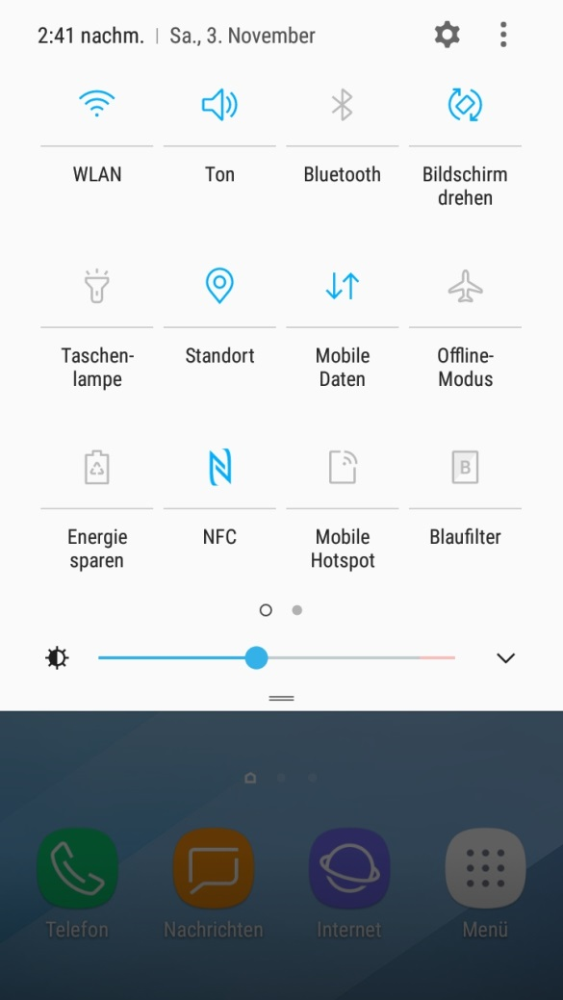 2:41 nachm. | Sa., 3. November
WLAN
Ton
Bluetooth
Bildschirm
drehen
Taschen-
lampe
Standort
Mobile
Daten
Offline-
Modus
B
Energie
sparen
NFC
Mobile
Hotspot
Blaufilter
Telefon
Nachrichten
Internet
Menü